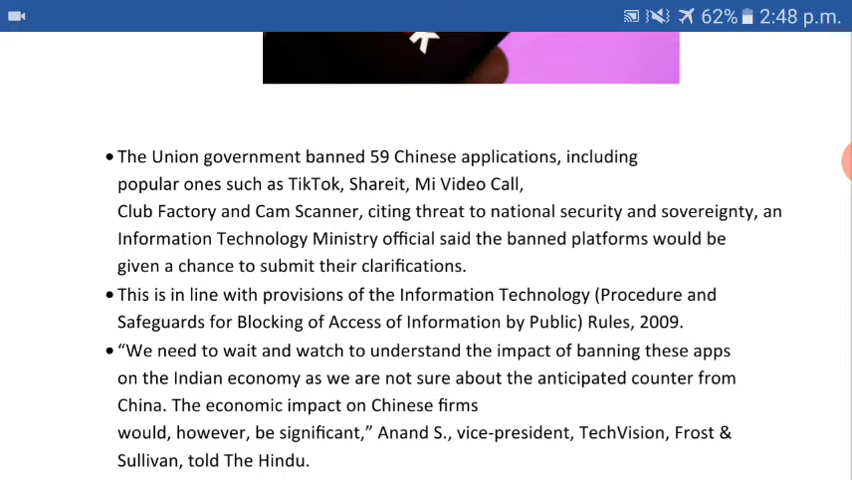 62% 2:48 p.m.
• The Union government banned 59 Chinese applications, including
popular ones such as TikTok, Shareit, Mi Video Call,
Club Factory and Cam Scanner, citing threat to national security and sovereignty, an
Information Technology Ministry official said the banned platforms would be
given a chance to submit their clarifications.
• This is in line with provisions of the Information Technology (Procedure and
Safeguards for Blocking of Access of Information by Public) Rules, 2009.
• “We need to wait and watch to understand the impact of banning these apps
on the Indian economy as we are not sure about the anticipated counter from
China. The economic impact on Chinese firms
would, however, be significant,” Anand S., vice-president, TechVision, Frost &
Sullivan, told The Hindu.